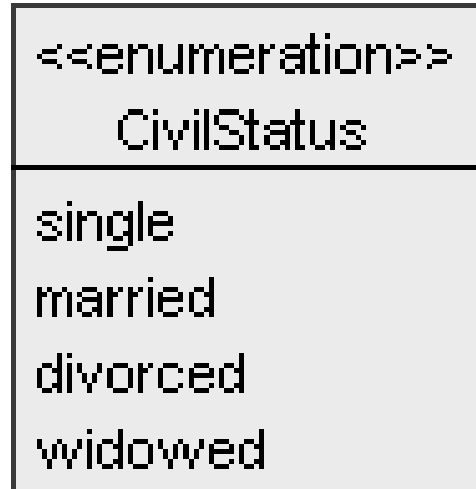 <<enumeration>>
CivilStatus
single
married
divorced
widowed